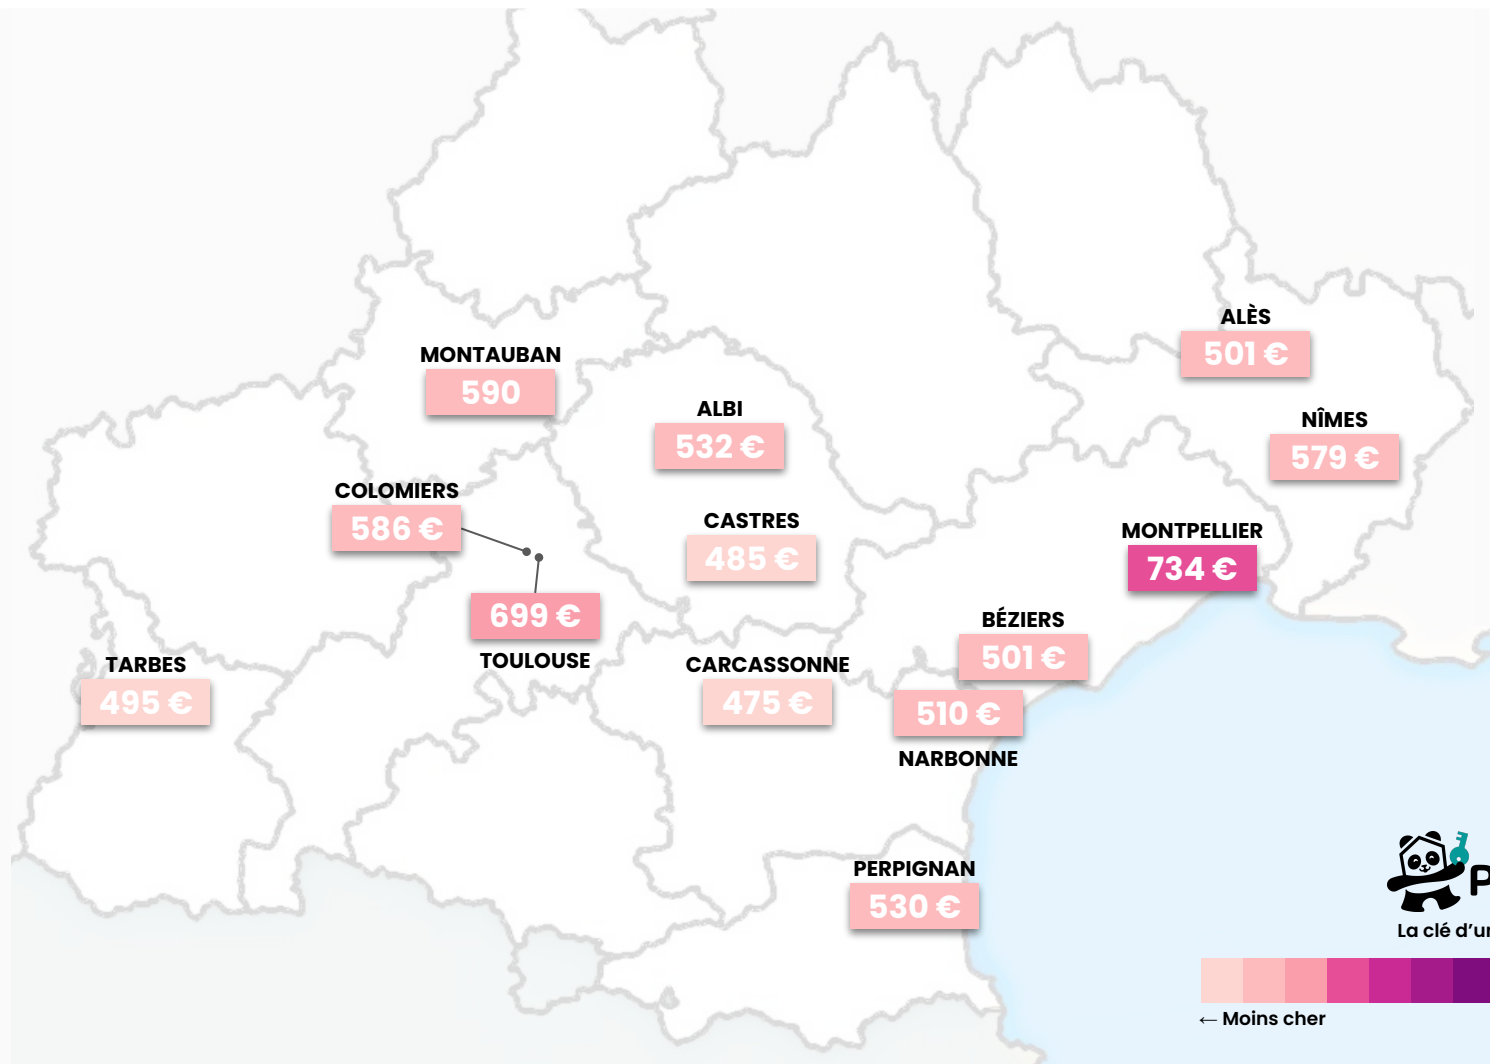 ALÈS
501 €
MONTAUBAN
590
ALBI
532 €
NÎMES
579 €
COLOMIERS
586 €
CASTRES
485 €
MONTPELLIER
734 €
699 €
TOULOUSE
BÉZIERS
501 €
TARBES
495 €
CARCASSONNE
475 €
510 €
NARBONNE
PERPIGNAN
530 €
P
La clé d'un
← Moins cher